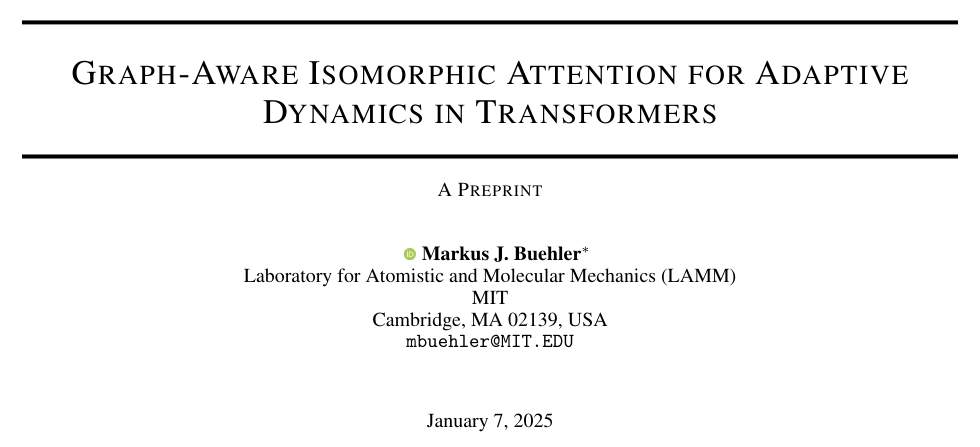 GRAPH-AWARE ISOMORPHIC ATTENTION FOR ADAPTIVE
DYNAMICS IN TRANSFORMERS
A PREPRINT
iD Markus J. Buehler*
Laboratory for Atomistic and Molecular Mechanics (LAMM)
MIT
Cambridge, MA 02139, USA
mbuehler@MIT.EDU
January 7, 2025